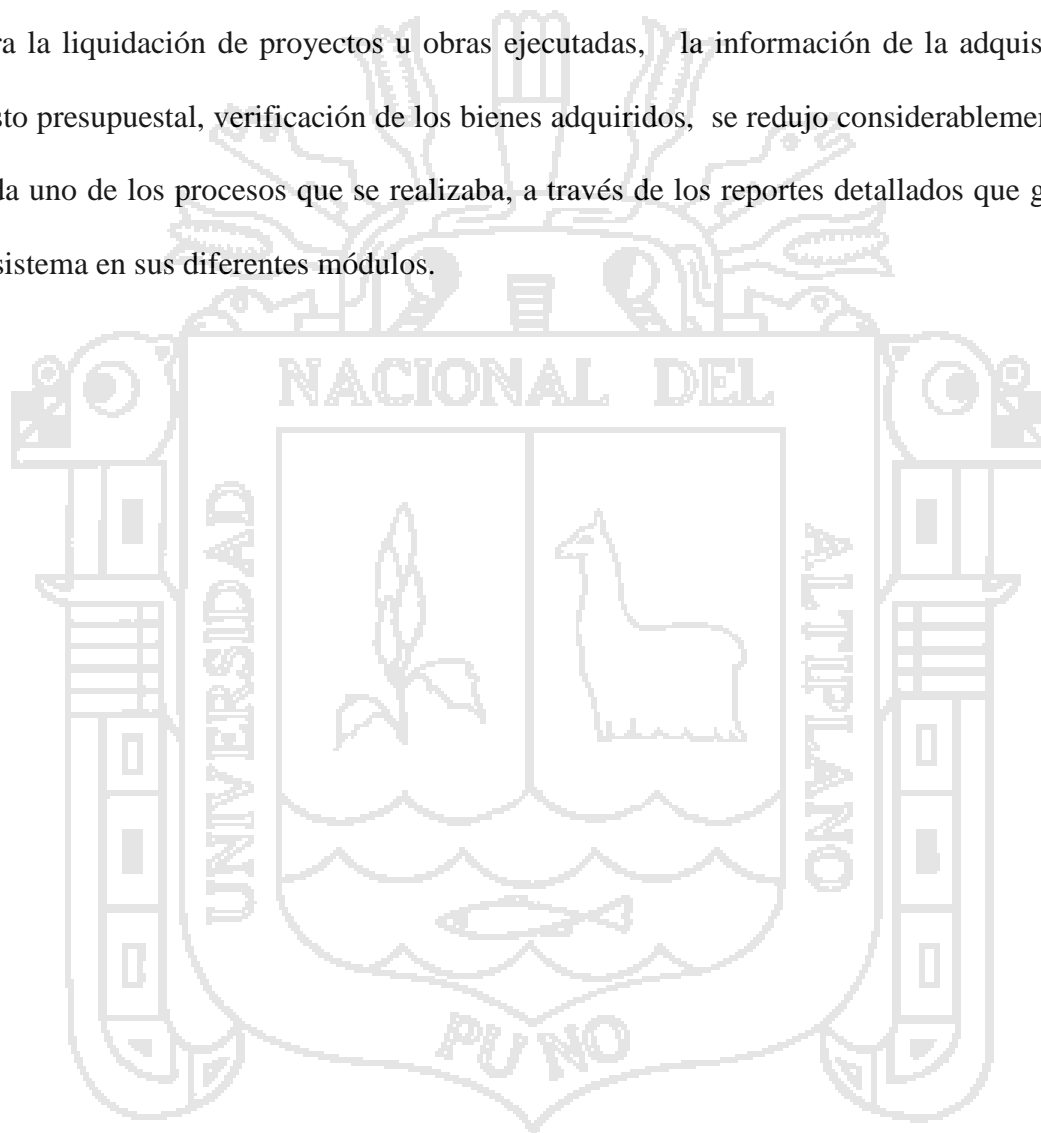 ra la liquidación de proyectos u obras ejecutadas, la información de la adquis
sto presupuestal, verificación de los bienes adquiridos, se redujo considerablemen
da uno de los procesos que se realizaba, a través de los reportes detallados que g
sistema en sus diferentes módulos.
NACIONAL DEL
UNIVERSIDAD
ALTIPLANO
PUNO